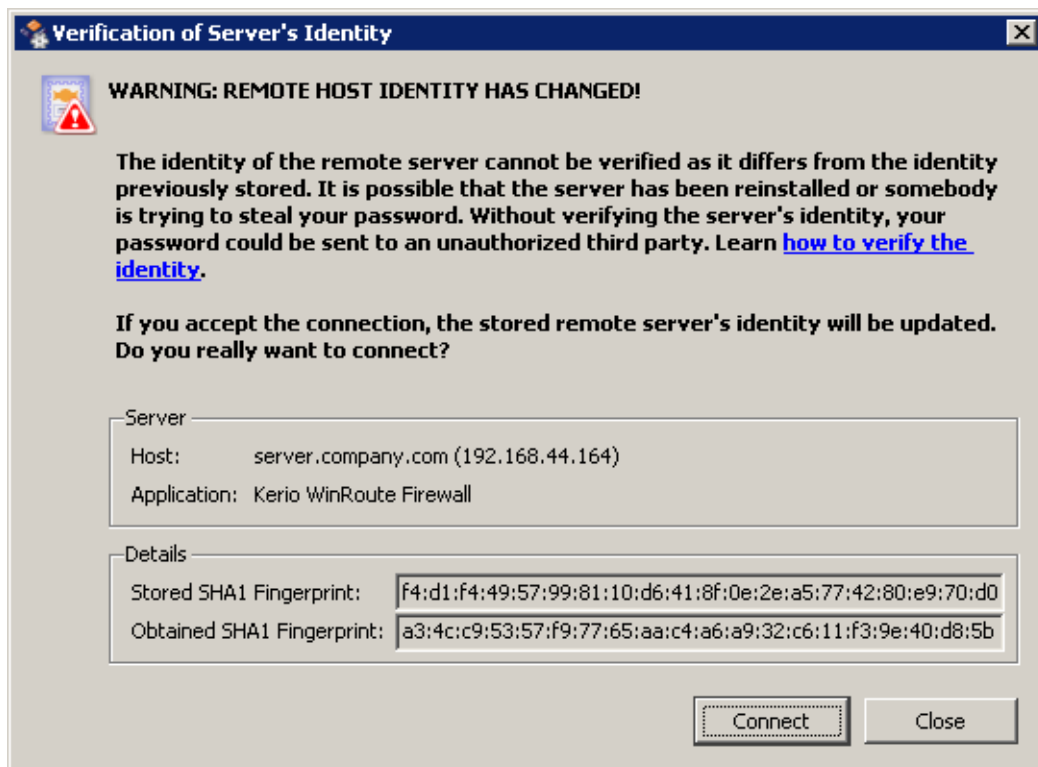 Verification of Server's Identity
WARNING: REMOTE HOST IDENTITY HAS CHANGED!
The identity of the remote server cannot be verified as it differs from the identity
previously stored. It is possible that the server has been reinstalled or somebody
is trying to steal your password. Without verifying the server's identity, your
password could be sent to an unauthorized third party. Learn how to verify the
identity.
If you accept the connection, the stored remote server's identity will be updated.
Do you really want to connect?
Server
Host: server.company.com (192.168.44.164)
Application: Kerio WinRoute Firewall
Details
Stored SHA1 Fingerprint: f4:d1:f4:49:57:99:81:10:d6:41:8f:0e:2e:a5:77:42:80:e9:70:d0
Obtained SHA1 Fingerprint: a3:4c:c9:53:57:f9:77:65:aa:c4:a6:a9:32:c6:11:f3:9e:40:d8:5b
Connect Close